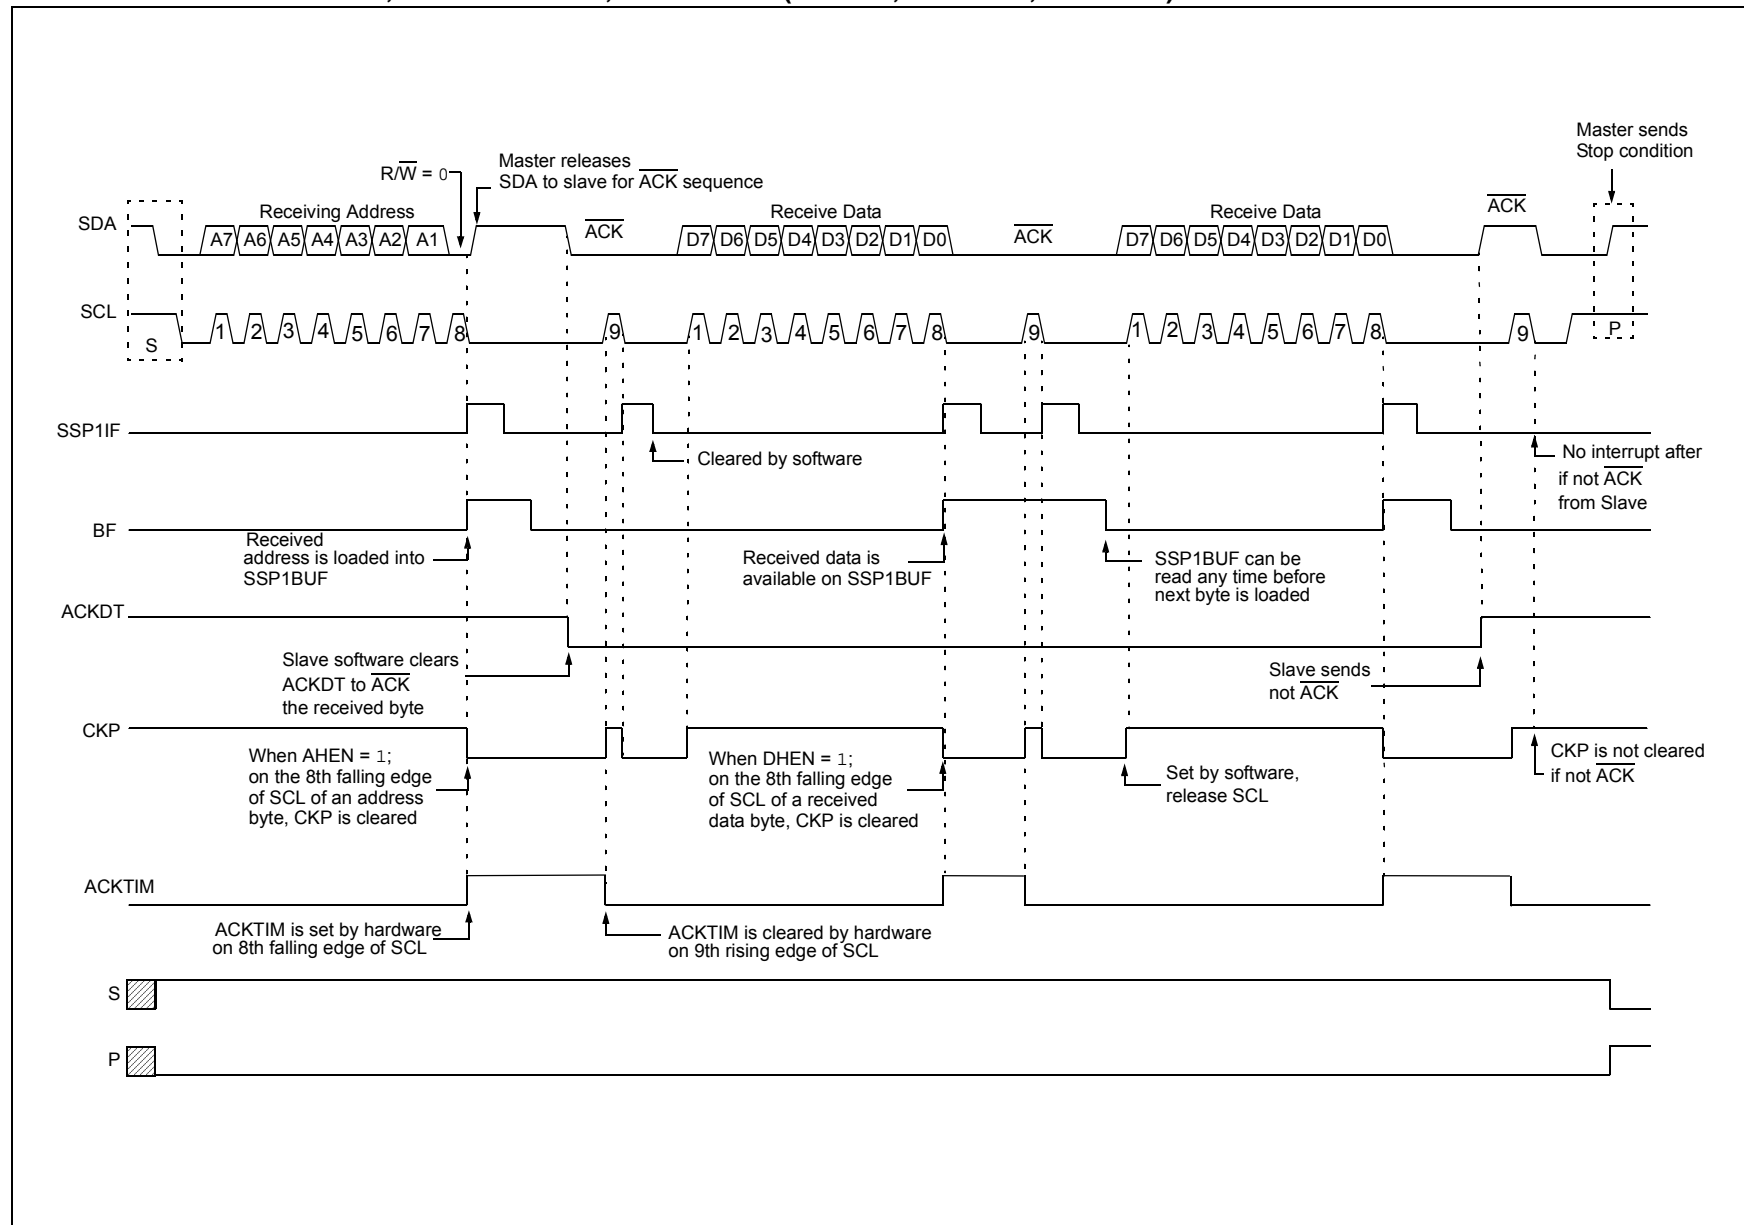 Master sends
Stop condition
R/W̅ = 0
Master releases
SDA to slave for A̅C̅K̅ sequence
SDA
Receiving Address
A7 A6 A5 A4 A3 A2 A1
A̅C̅K̅
Receive Data
D7 D6 D5 D4 D3 D2 D1 D0
A̅C̅K̅
Receive Data
D7 D6 D5 D4 D3 D2 D1 D0
A̅C̅K̅
SCL
S
1 2 3 4 5 6 7 8 9 1 2 3 4 5 6 7 8 9 1 2 3 4 5 6 7 8 9
P
SSP1IF
Cleared by software
No interrupt after
if not A̅C̅K̅
from Slave
BF
Received
address is loaded into
SSP1BUF
Received data is
available on SSP1BUF
SSP1BUF can be
read any time before
next byte is loaded
ACKDT
Slave software clears
ACKDT to A̅C̅K̅
the received byte
Slave sends
not A̅C̅K̅
CKP
When AHEN = 1;
on the 8th falling edge
of SCL of an address
byte, CKP is cleared
When DHEN = 1;
on the 8th falling edge
of SCL of a received
data byte, CKP is cleared
Set by software,
release SCL
CKP is not cleared
if not A̅C̅K̅
ACKTIM
ACKTIM is set by hardware
on 8th falling edge of SCL
ACKTIM is cleared by hardware
on 9th rising edge of SCL
S
P